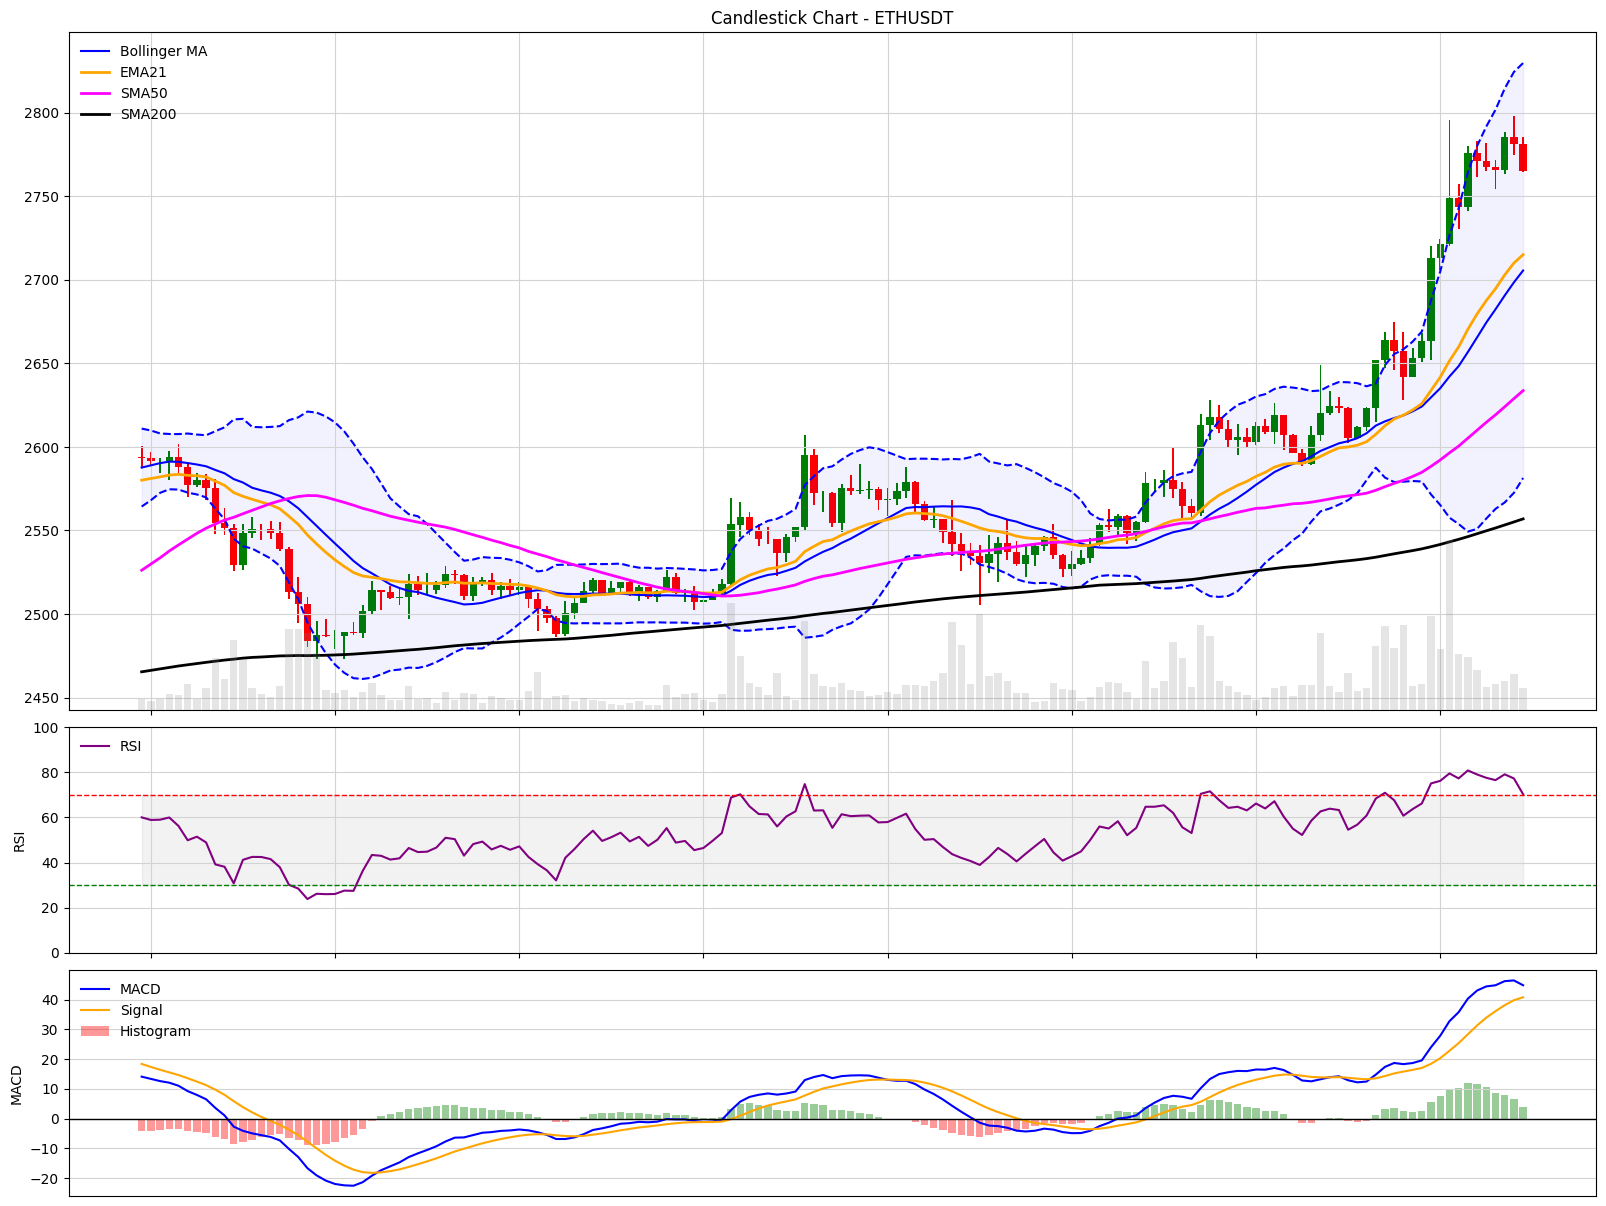 Candlestick Chart - ETHUSDT
Bollinger MA
EMA21
SMA50
SMA200
2800
2750
2700
2650
2600
2550
2500
2450
RSI
100
80
60
40
20
0
RSI
MACD
Signal
Histogram
40
30
20
10
0
−10
−20
MACD